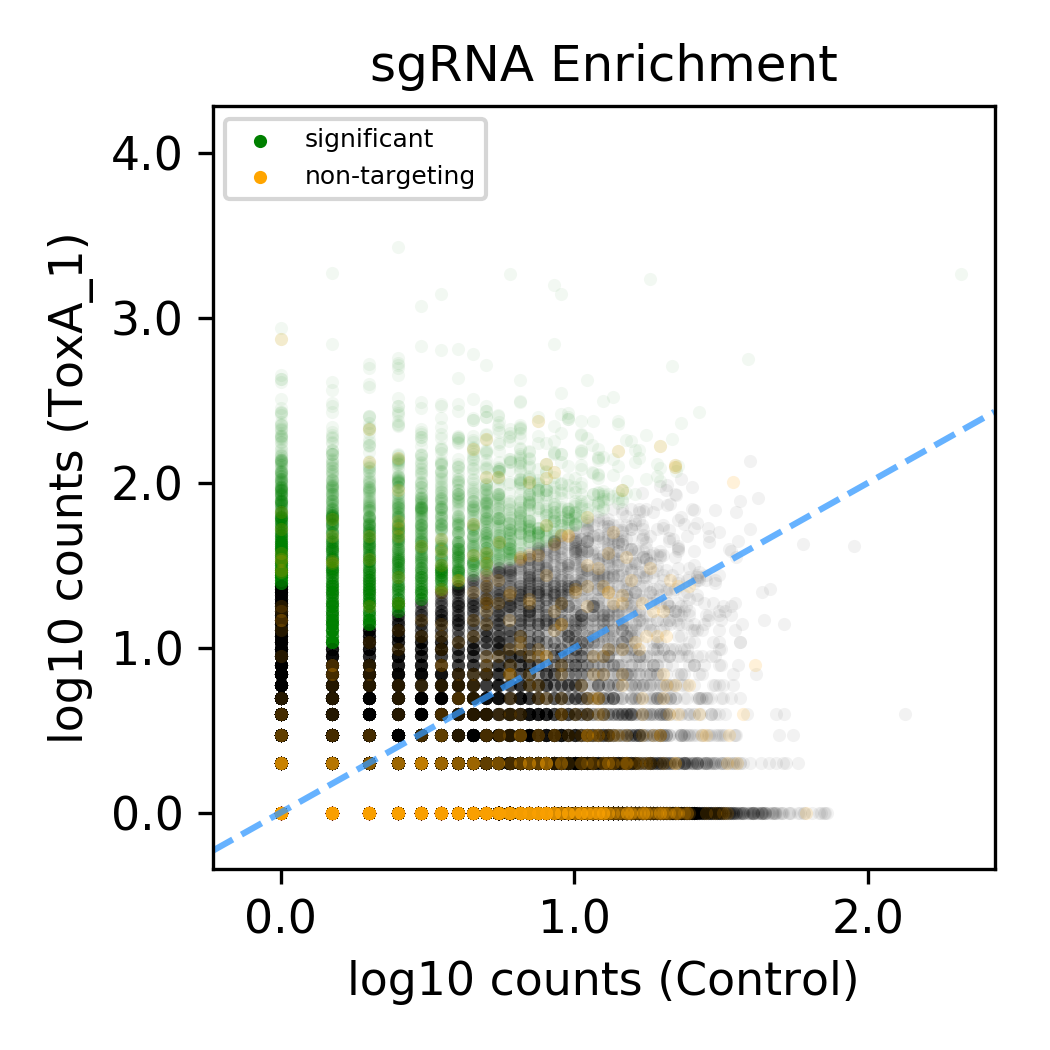 sgRNA Enrichment
significant
non-targeting
4.0
3.0
2.0
1.0
0.0
log10 counts (ToxA_1)
0.0 1.0 2.0
log10 counts (Control)